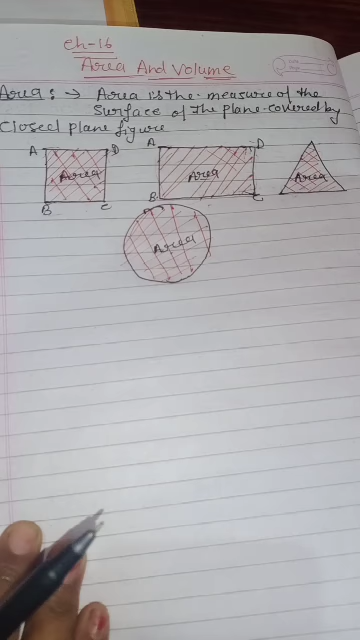 ch-16
Area And Volume
Area : → Area is the measure of the
surface of the plane covered by
Closed plane figure
A D A D
Area Area Area
B C B C
Area